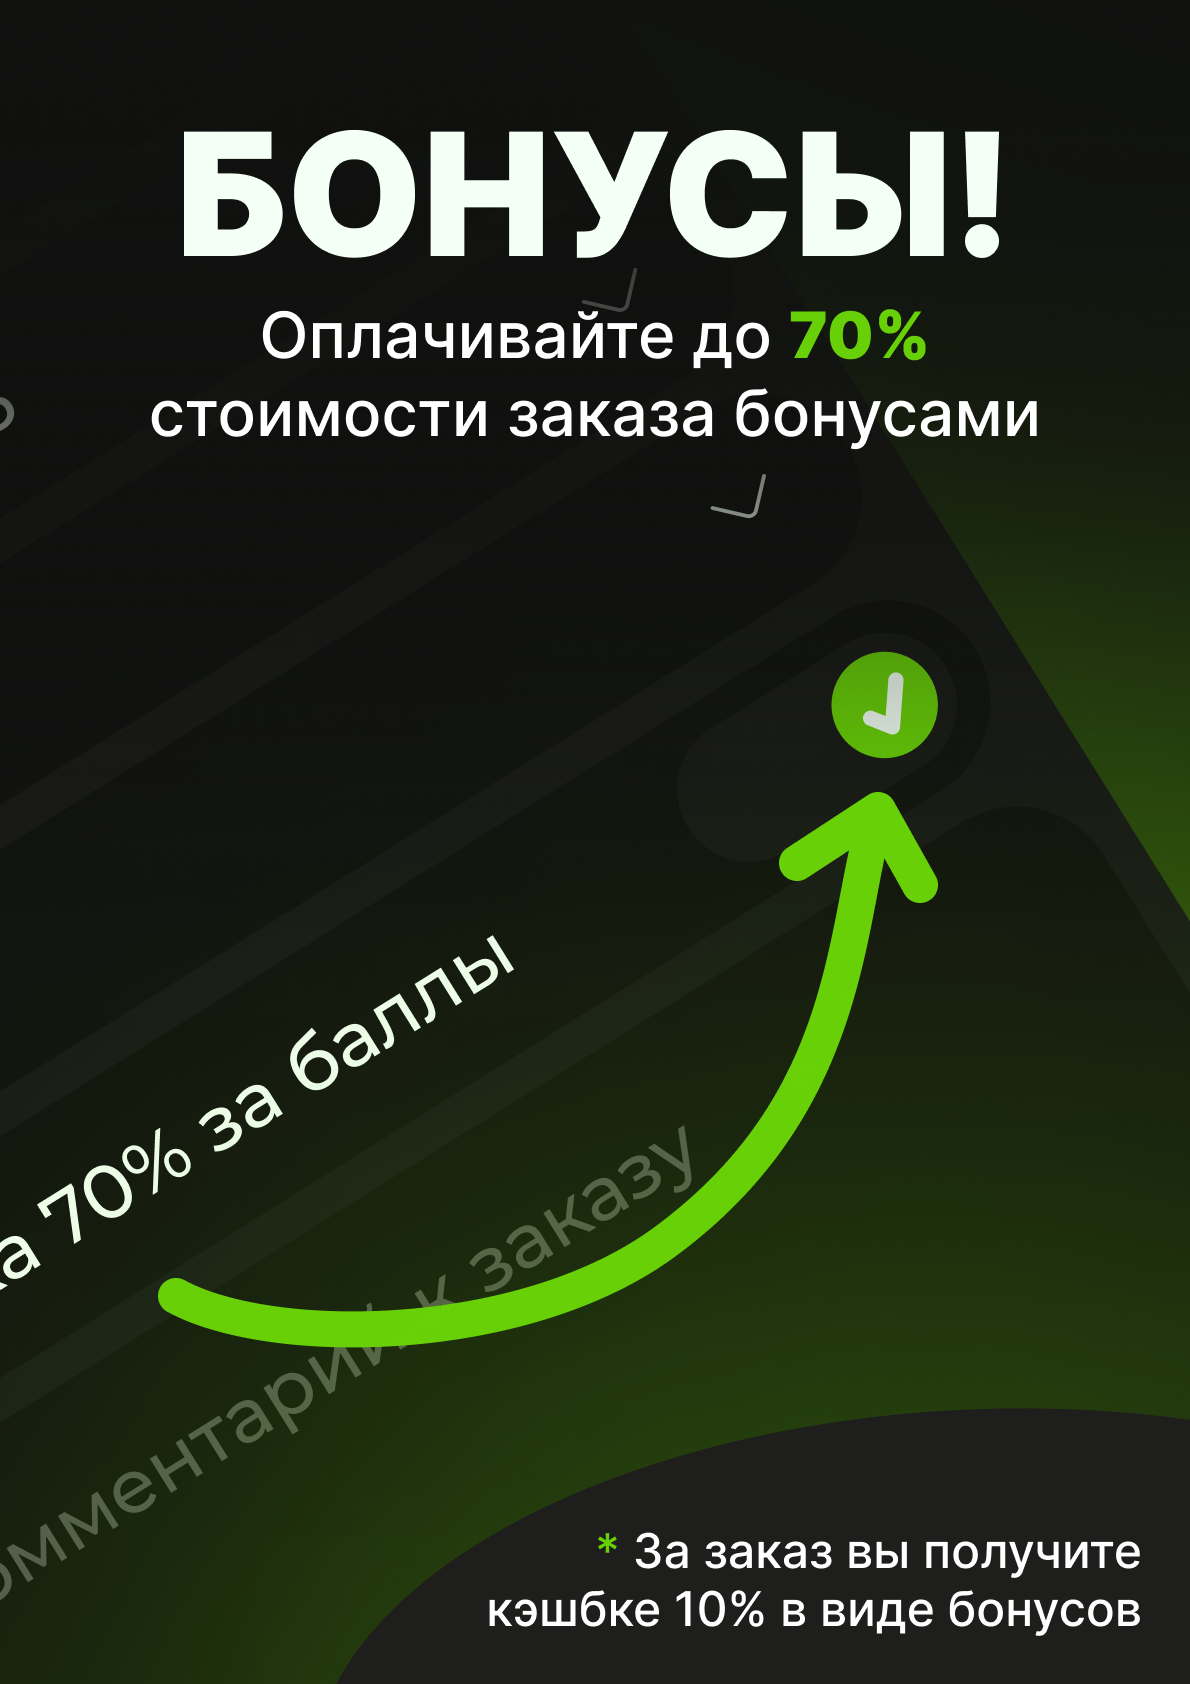 БОНУСЫ!
Оплачивайте до 70%
стоимости заказа бонусами
70% за баллы
к заказу
* За заказ вы получите
кэшбке 10% в виде бонусов